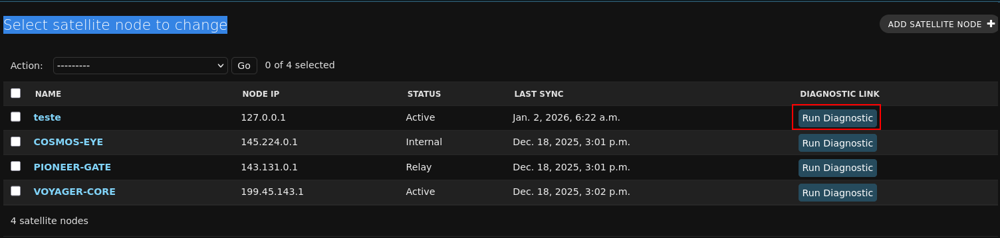 Select satellite node to change
ADD SATELLITE NODE +
Action: --------- Go 0 of 4 selected
NAME NODE IP STATUS LAST SYNC DIAGNOSTIC LINK
teste 127.0.0.1 Active Jan. 2, 2026, 6:22 a.m. Run Diagnostic
COSMOS-EYE 145.224.0.1 Internal Dec. 18, 2025, 3:01 p.m. Run Diagnostic
PIONEER-GATE 143.131.0.1 Relay Dec. 18, 2025, 3:01 p.m. Run Diagnostic
VOYAGER-CORE 199.45.143.1 Active Dec. 18, 2025, 3:02 p.m. Run Diagnostic
4 satellite nodes